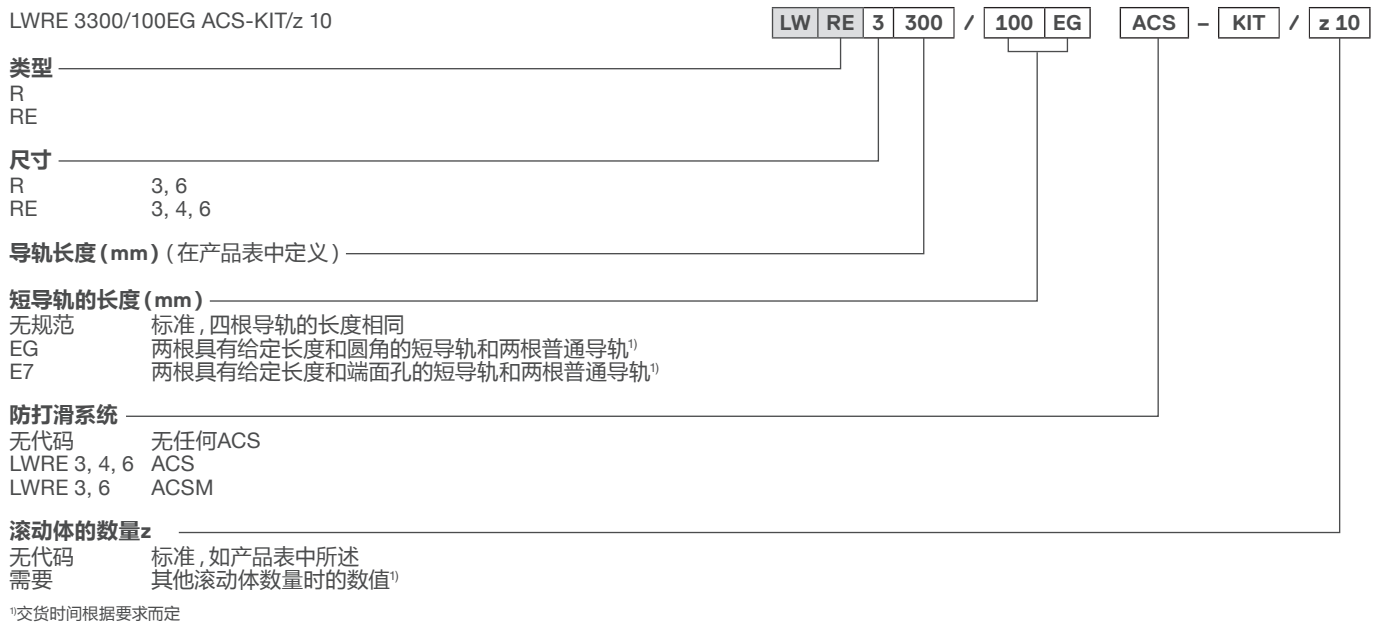 LWRE 3300/100EG ACS-KIT/z 10
LW RE 3 300 / 100 EG ACS – KIT / z 10
类型
R
RE
尺寸
R 3, 6
RE 3, 4, 6
导轨长度(mm)(在产品表中定义)
短导轨的长度(mm)
无规范 标准,四根导轨的长度相同
EG 两根具有给定长度和圆角的短导轨和两根普通导轨1)
E7 两根具有给定长度和端面孔的短导轨和两根普通导轨1)
防打滑系统
无代码 无任何ACS
LWRE 3, 4, 6 ACS
LWRE 3, 6 ACSM
滚动体的数量z
无代码 标准,如产品表中所述
需要 其他滚动体数量时的数值1)
1)交货时间根据要求而定